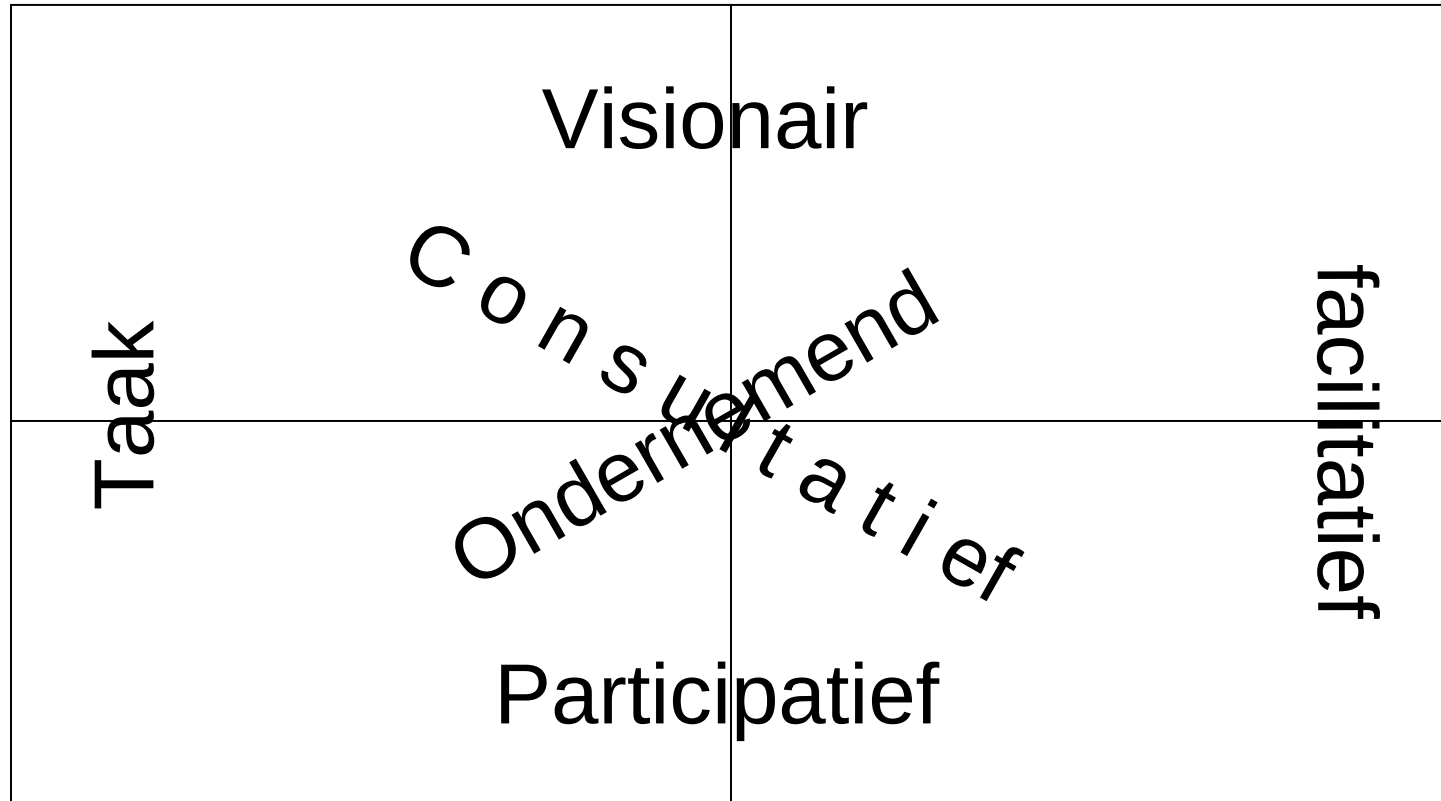 Visionair
Consultatief
Ondernemend
Taak
facilitatief
Participatief